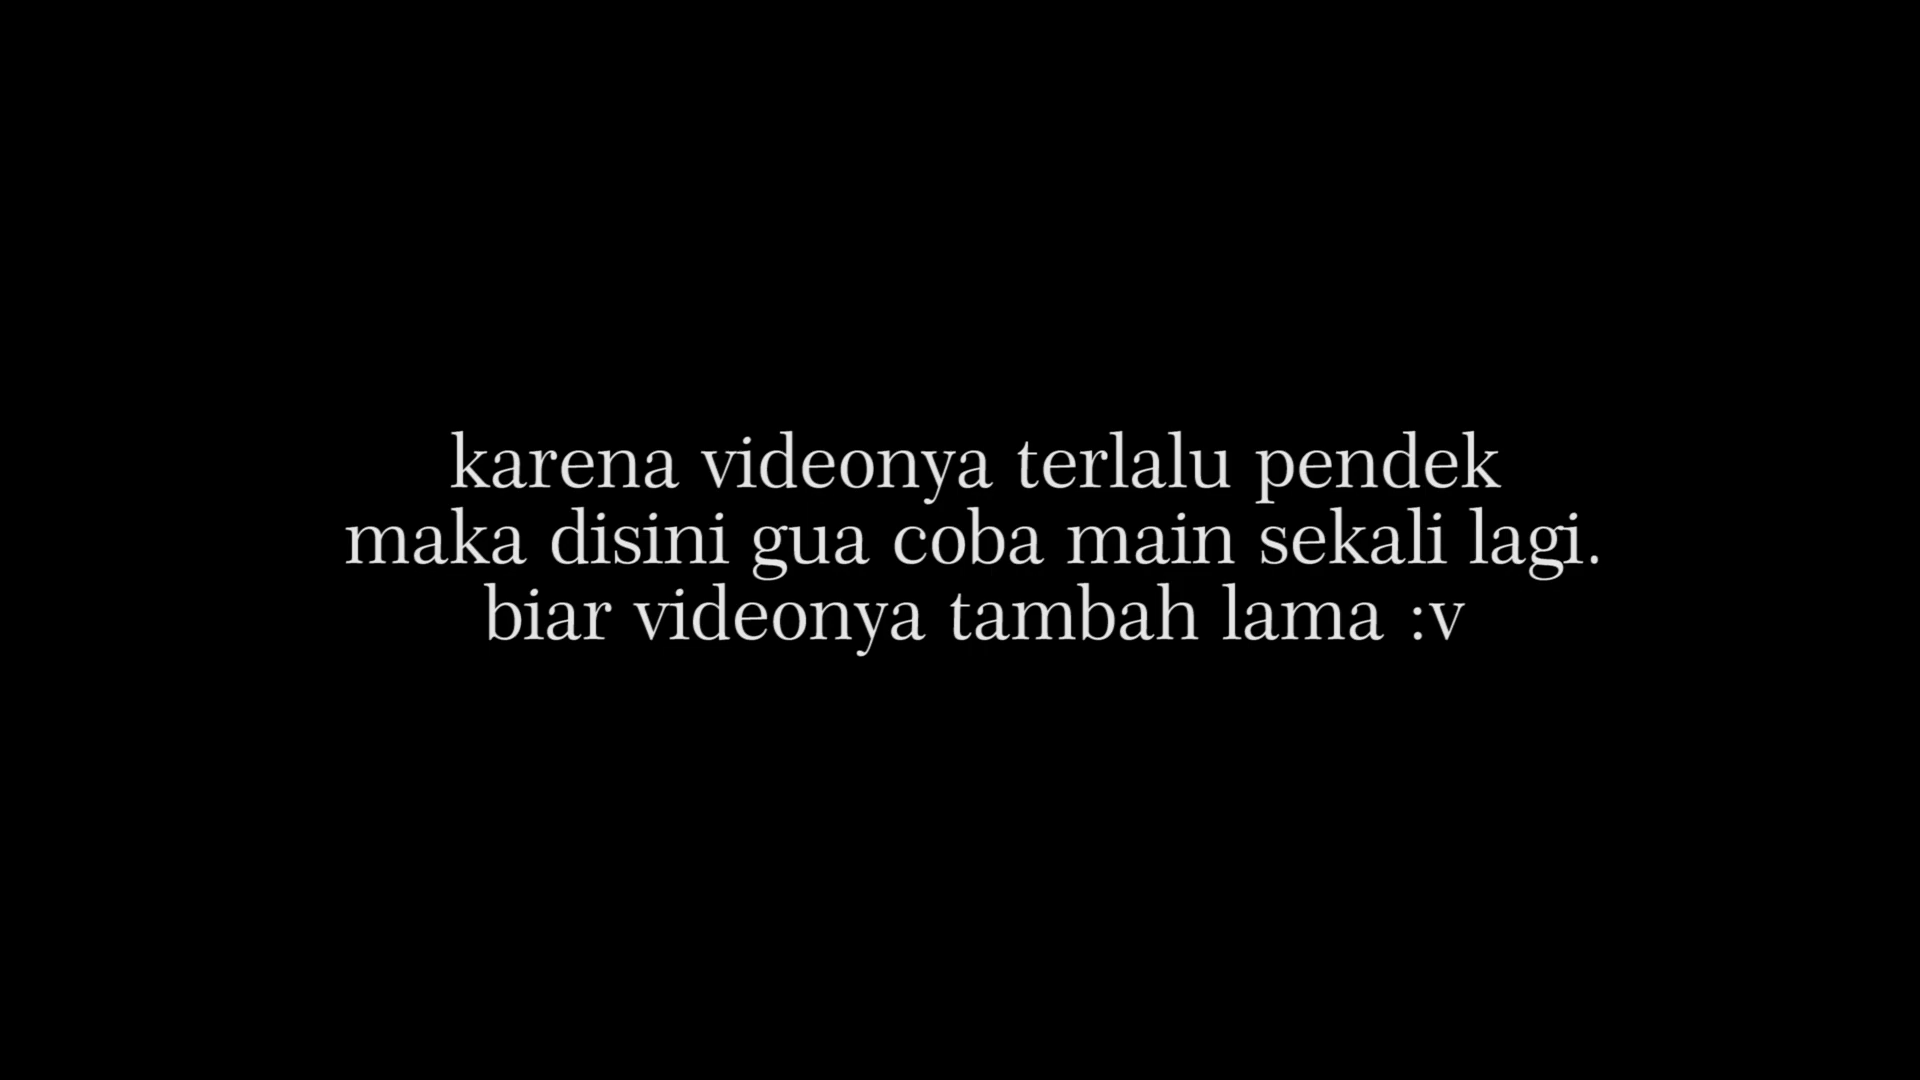 karena videonya terlalu pendek
maka disini gua coba main sekali lagi.
biar videonya tambah lama :v